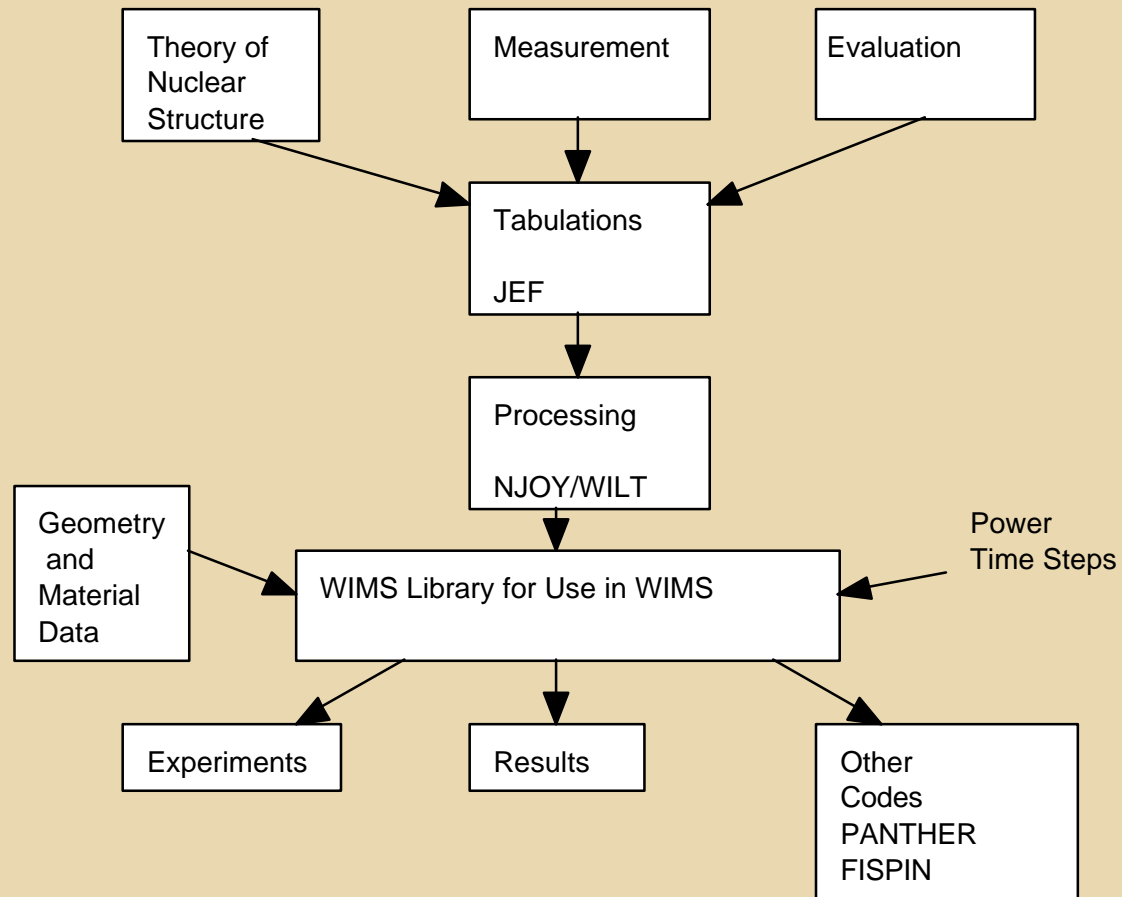 Theory of
Nuclear
Structure
Measurement
Evaluation
Tabulations
JEF
Processing
NJOY/WILT
Geometry
and
Material
Data
Power
Time Steps
WIMS Library for Use in WIMS
Experiments
Results
Other
Codes
PANTHER
FISPIN